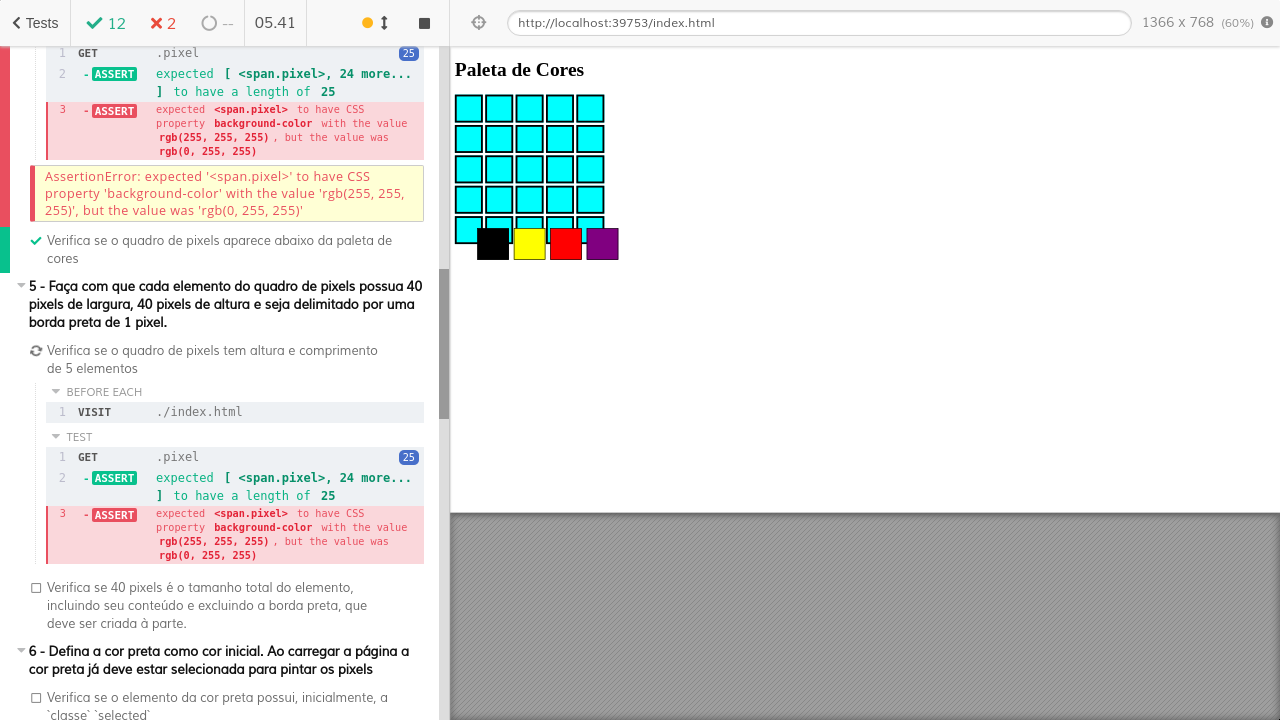 Tests
12
2
--
05.41
http://localhost:39753/index.html
1366 x 768 (60%)
1 GET .pixel 25
2 - ASSERT expected [ <span.pixel>, 24 more...
] to have a length of 25
3 - ASSERT expected <span.pixel> to have CSS
property background-color with the value
rgb(255, 255, 255) , but the value was
rgb(0, 255, 255)
AssertionError: expected '<span.pixel>' to have CSS
property 'background-color' with the value 'rgb(255, 255,
255)', but the value was 'rgb(0, 255, 255)'
Verifica se o quadro de pixels aparece abaixo da paleta de
cores
5 - Faça com que cada elemento do quadro de pixels possua 40
pixels de largura, 40 pixels de altura e seja delimitado por uma
borda preta de 1 pixel.
Verifica se o quadro de pixels tem altura e comprimento
de 5 elementos
BEFORE EACH
1 VISIT ./index.html
TEST
1 GET .pixel 25
2 - ASSERT expected [ <span.pixel>, 24 more...
] to have a length of 25
3 - ASSERT expected <span.pixel> to have CSS
property background-color with the value
rgb(255, 255, 255) , but the value was
rgb(0, 255, 255)
Verifica se 40 pixels é o tamanho total do elemento,
incluindo seu conteúdo e excluindo a borda preta, que
deve ser criada à parte.
6 - Defina a cor preta como cor inicial. Ao carregar a página a
cor preta já deve estar selecionada para pintar os pixels
Verifica se o elemento da cor preta possui, inicialmente, a
`classe` `selected`
Paleta de Cores